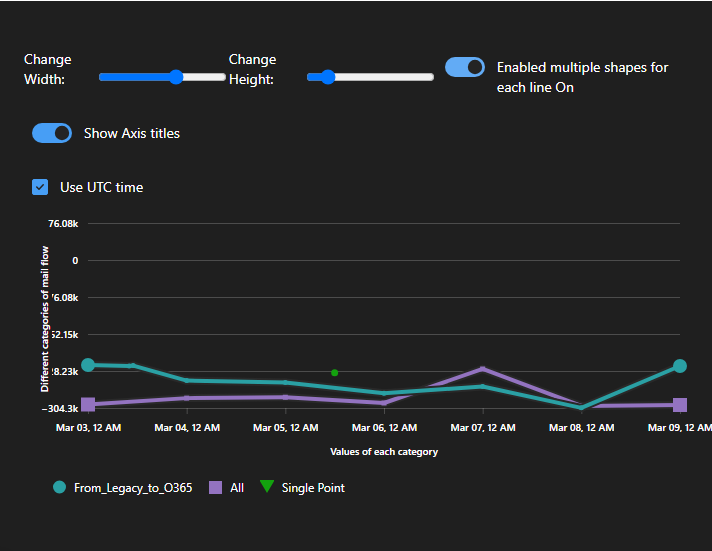 Change Width:
Change Height:
Enabled multiple shapes for
each line On
Show Axis titles
Use UTC time
76.08k
0
6.08k
52.15k
8.23k
−304.3k
Different categories of mail flow
Mar 03, 12 AM
Mar 04, 12 AM
Mar 05, 12 AM
Mar 06, 12 AM
Mar 07, 12 AM
Mar 08, 12 AM
Mar 09, 12 AM
Values of each category
From_Legacy_to_O365
All
Single Point